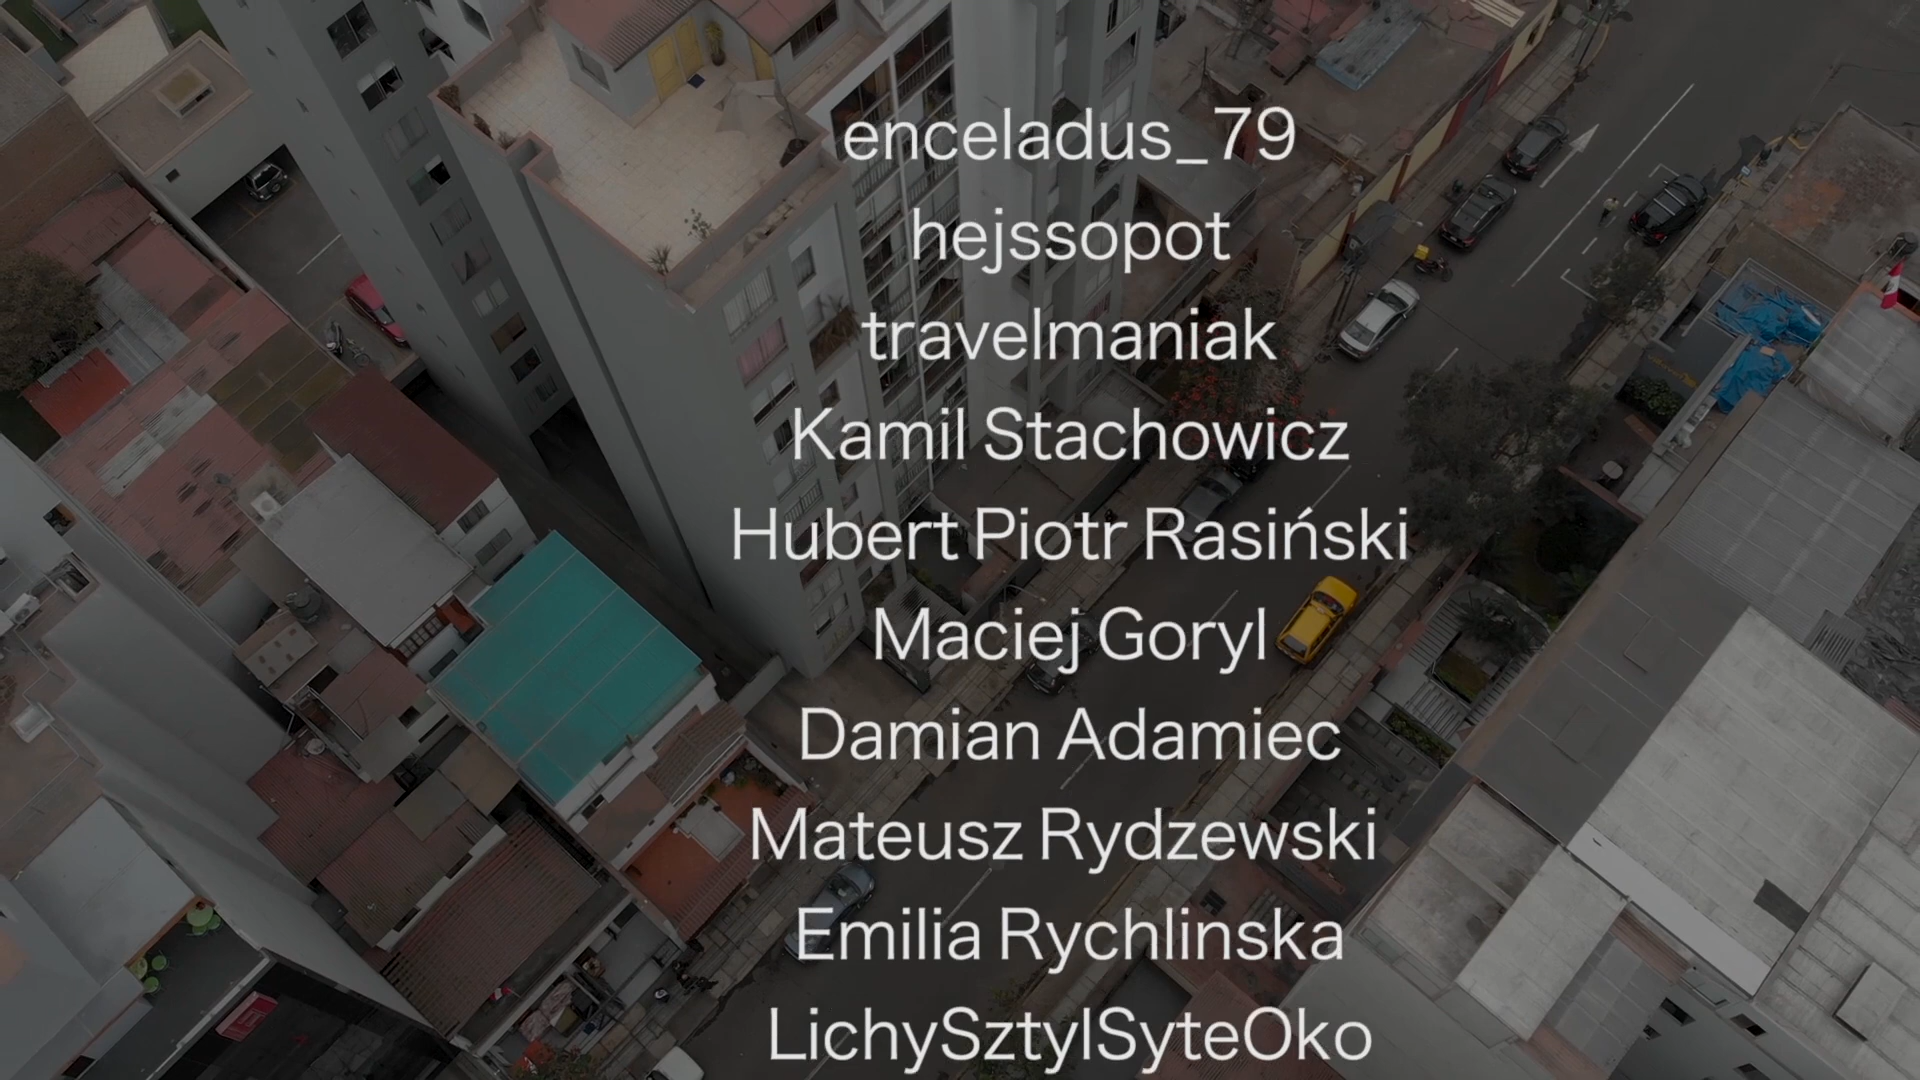 enceladus_79
hejssopot
travelmaniak
Kamil Stachowicz
Hubert Piotr Rasiński
Maciej Goryl
Damian Adamiec
Mateusz Rydzewski
Emilia Rychlinska
LichySztylSyteOko